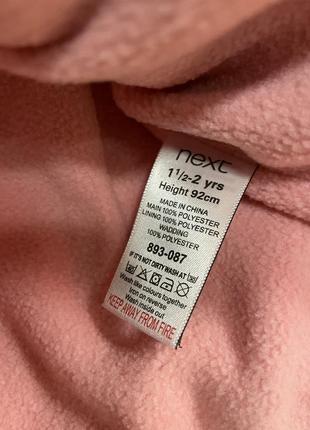 next
1 1/2-2 yrs
Height 92cm
MADE IN CHINA
MAIN 100% POLYESTER
LINING 100% POLYESTER
WADDING
100% POLYESTER
893-087
IF IT'S NOT DIRTY WASH AT
Wash like colours together
Iron on reverse
Wash inside out
KEEP AWAY FROM FIRE